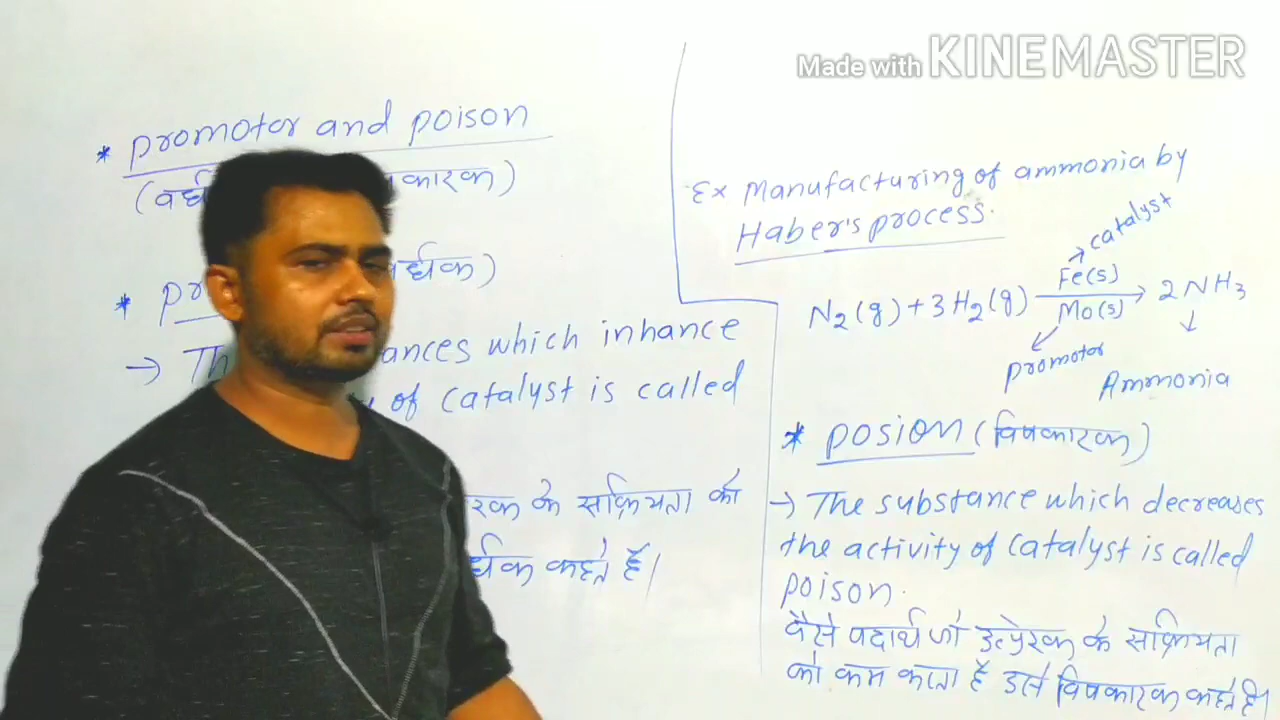 Made with KINEMASTER
* promotor and poison
(वर्ध कारक)
* pr र्धक)
→ Th ances which inhance
y of catalyst is called
रक के सक्रियता को
र्धक कहते हैं।
Ex Manufacturing of ammonia by
Haber's process.
catalyst
Fe(s)
N2(g) + 3H2(g) → 2NH3
Mo(s)
promotor
Ammonia
* posion (विषकारक)
→ The substance which decreases
the activity of catalyst is called
poison.
वैसे पदार्थ जो उत्प्रेरक के सक्रियता
को कम करता है उसे विषकारक कहते हैं।